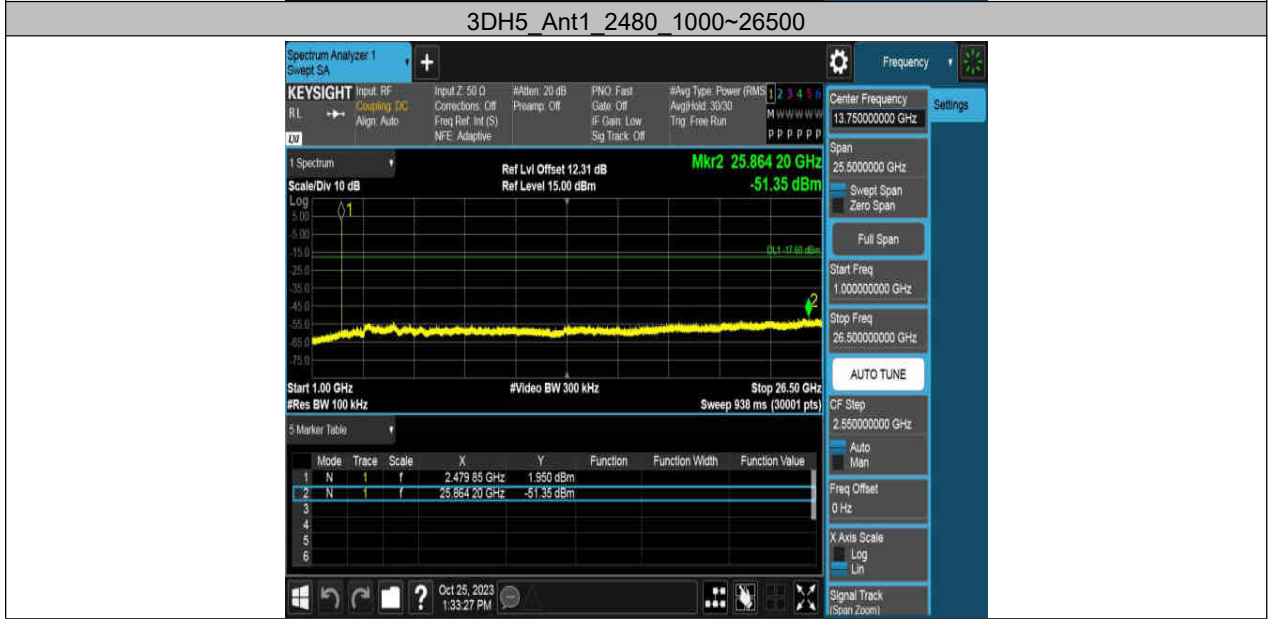 3DH5_Ant1_2480_1000~26500
Spectrum Analyzer 1
Swept SA
+
Frequency
KEYSIGHT
RL
LXI
Input: RF
Coupling: DC
Align: Auto
Input Z: 50 Ω
Corrections: Off
Freq Ref: Int (S)
NFE: Adaptive
#Atten: 20 dB
Preamp: Off
PNO: Fast
Gate: Off
IF Gain: Low
Sig Track: Off
#Avg Type: Power (RMS
Avg|Hold: 30/30
Trig: Free Run
1 2 3 4 5 6
M W W W W W
P P P P P P
Center Frequency
13.750000000 GHz
Settings
1 Spectrum
Scale/Div 10 dB
Ref Lvl Offset 12.31 dB
Ref Level 15.00 dBm
Mkr2 25.864 20 GHz
-51.35 dBm
Span
25.5000000 GHz
Swept Span
Zero Span
Full Span
Log
5.00
-5.00
-15.0
-25.0
-35.0
-45.0
-55.0
-65.0
-75.0
1
DL1 -17.60 dBm
2
Start Freq
1.000000000 GHz
Stop Freq
26.500000000 GHz
AUTO TUNE
Start 1.00 GHz
#Res BW 100 kHz
#Video BW 300 kHz
Stop 26.50 GHz
Sweep 938 ms (30001 pts)
CF Step
2.550000000 GHz
Auto
Man
5 Marker Table
Mode Trace Scale X Y Function Function Width Function Value
1 N 1 f 2.479 85 GHz 1.950 dBm
2 N 1 f 25.864 20 GHz -51.35 dBm
3
4
5
6
Freq Offset
0 Hz
X Axis Scale
Log
Lin
Signal Track
(Span Zoom)
?
Oct 25, 2023
1:33:27 PM